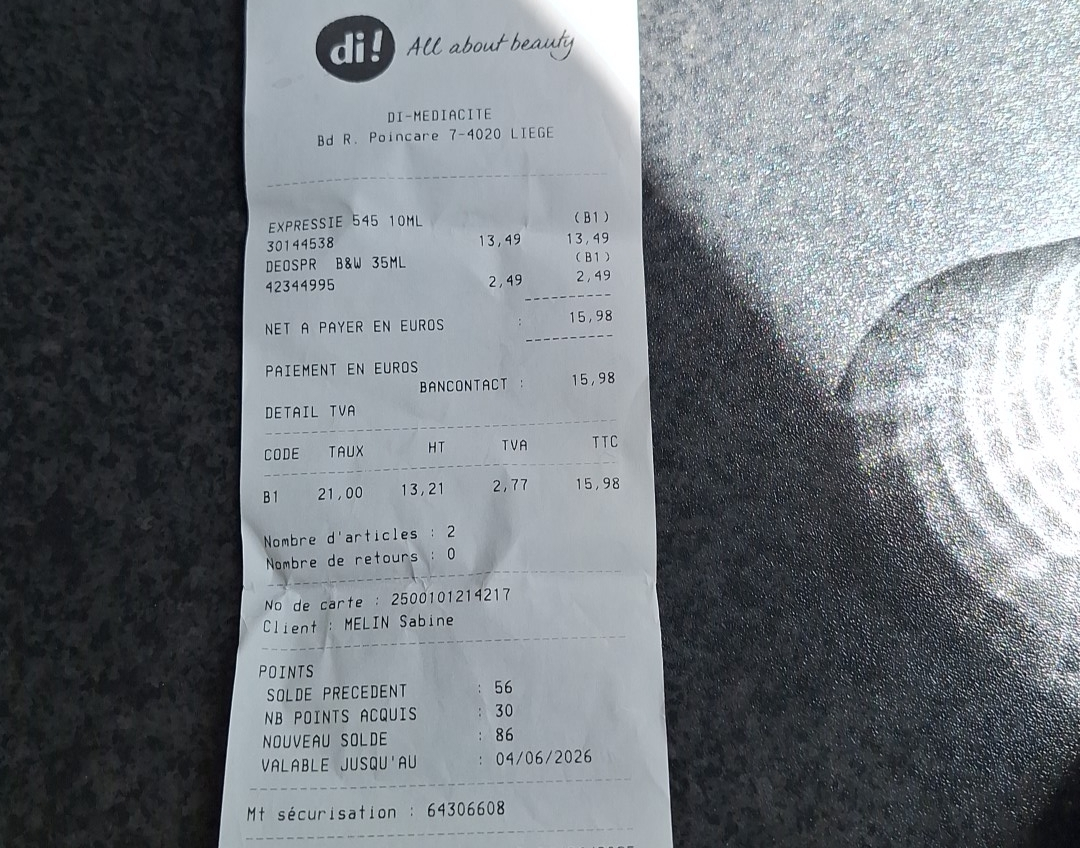 di! All about beauty
DI-MEDIACITE
Bd R. Poincare 7-4020 LIEGE
EXPRESSIE 545 10ML (B1)
30144538 13,49 13,49
DEOSPR B&W 35ML (B1)
42344995 2,49 2,49
NET A PAYER EN EUROS : 15,98
PAIEMENT EN EUROS
BANCONTACT : 15,98
DETAIL TVA
CODE TAUX HT TVA TTC
B1 21,00 13,21 2,77 15,98
Nombre d'articles : 2
Nombre de retours : 0
No de carte : 2500101214217
Client : MELIN Sabine
POINTS
SOLDE PRECEDENT : 56
NB POINTS ACQUIS : 30
NOUVEAU SOLDE : 86
VALABLE JUSQU'AU : 04/06/2026
Mt sécurisation : 64306608